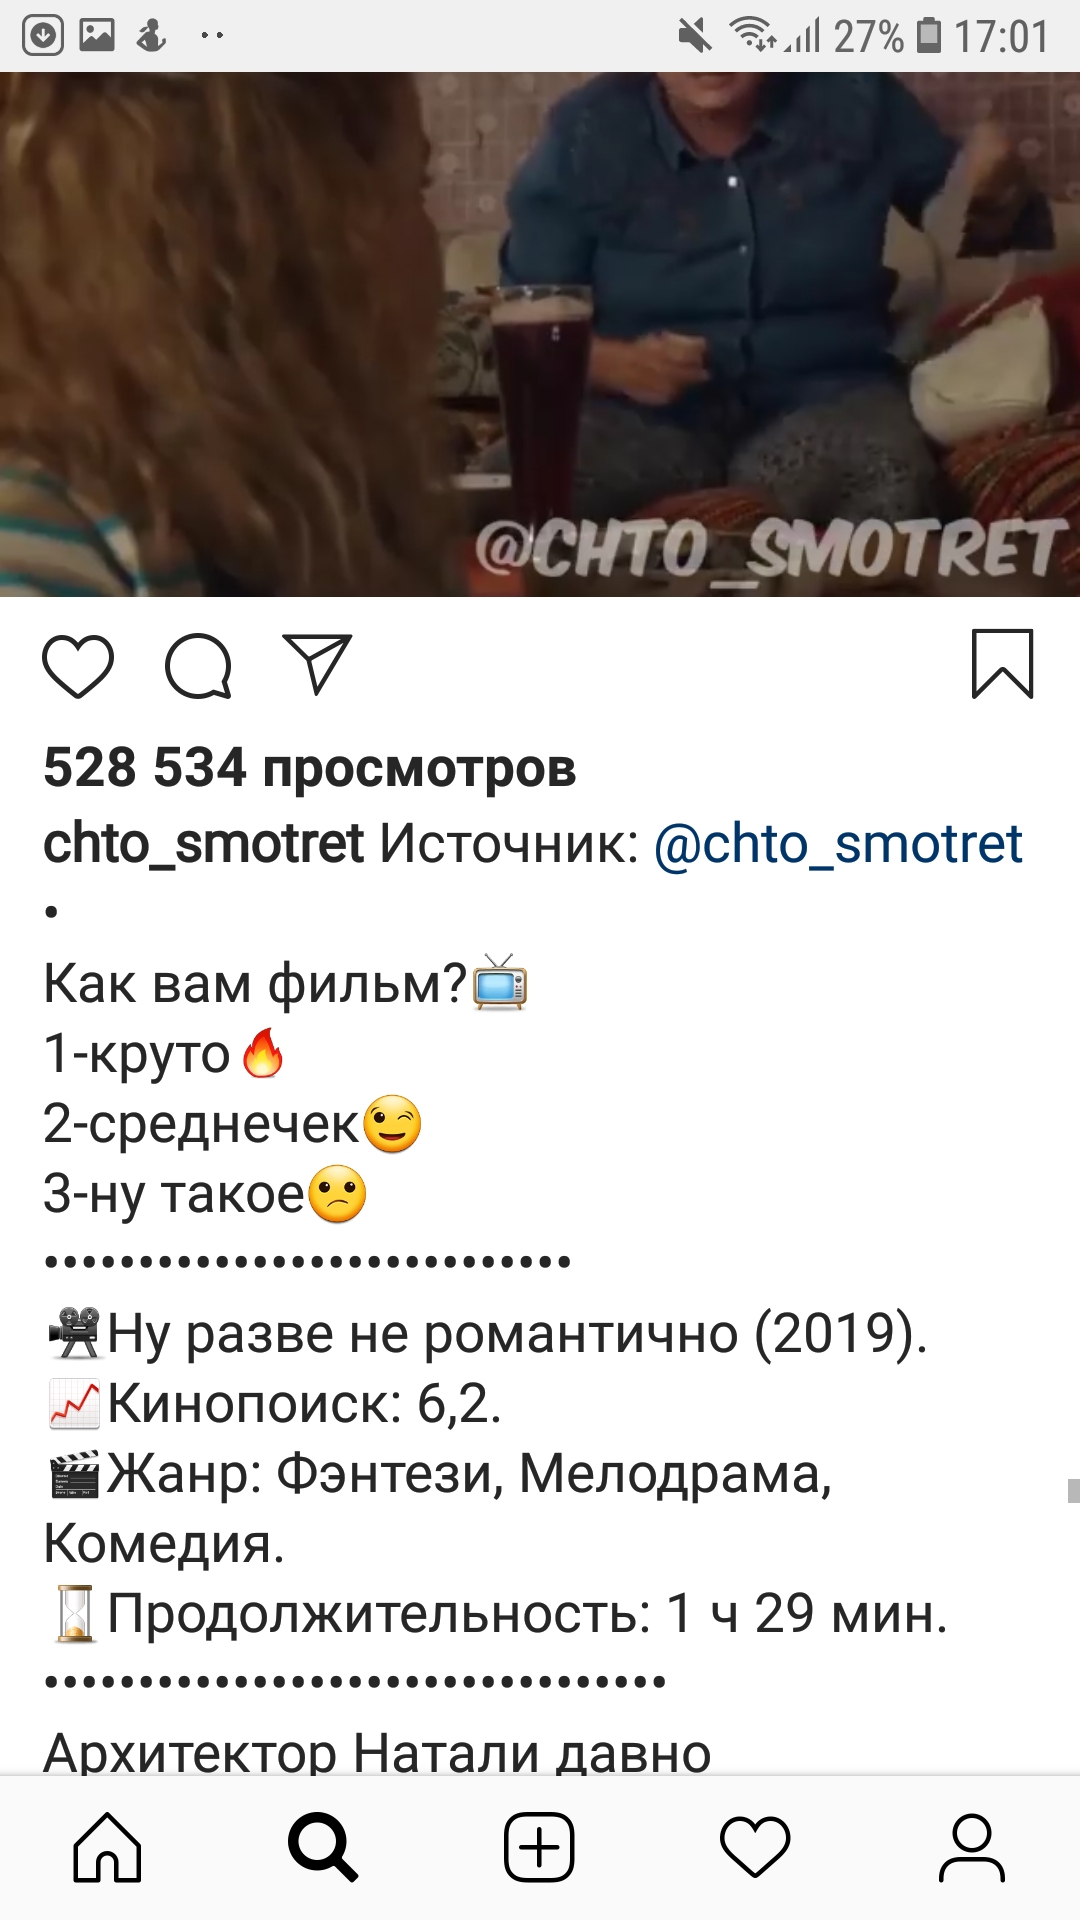 27% 17:01
@CHTO_SMOTRET
528 534 просмотров
chto_smotret Источник: @chto_smotret
•
Как вам фильм?📺
1-круто🔥
2-среднечек😉
3-ну такое😕
••••••••••••••••••••••••••••
🎥Ну разве не романтично (2019).
📈Кинопоиск: 6,2.
🎬Жанр: Фэнтези, Мелодрама,
Комедия.
⏳Продолжительность: 1 ч 29 мин.
•••••••••••••••••••••••••••••••••
Архитектор Натали давно